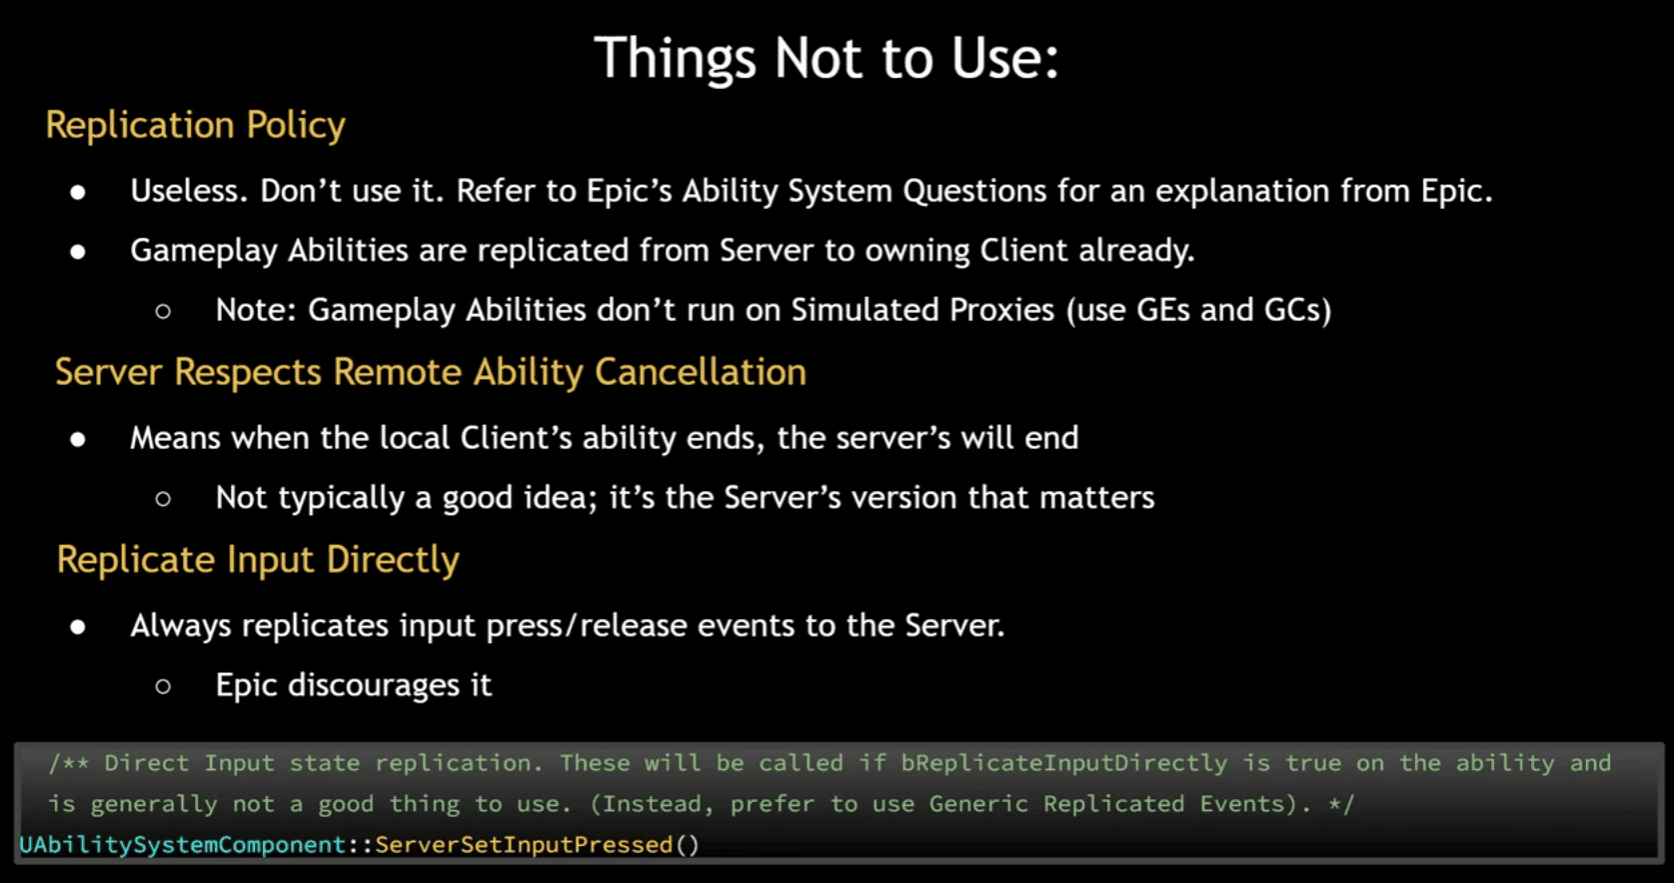 Things Not to Use:
Replication Policy
● Useless. Don't use it. Refer to Epic's Ability System Questions for an explanation from Epic.
● Gameplay Abilities are replicated from Server to owning Client already.
○ Note: Gameplay Abilities don't run on Simulated Proxies (use GEs and GCs)
Server Respects Remote Ability Cancellation
● Means when the local Client's ability ends, the server's will end
○ Not typically a good idea; it's the Server's version that matters
Replicate Input Directly
● Always replicates input press/release events to the Server.
○ Epic discourages it
/** Direct Input state replication. These will be called if bReplicateInputDirectly is true on the ability and
is generally not a good thing to use. (Instead, prefer to use Generic Replicated Events). */
UAbilitySystemComponent::ServerSetInputPressed()